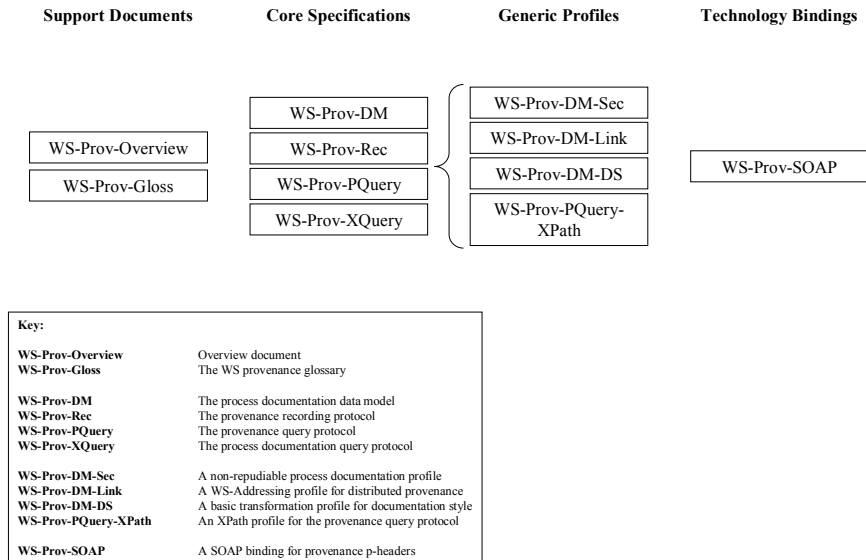 Support Documents
Core Specifications
Generic Profiles
Technology Bindings
WS-Prov-Overview
WS-Prov-Gloss
WS-Prov-DM
WS-Prov-Rec
WS-Prov-PQuery
WS-Prov-XQuery
WS-Prov-DM-Sec
WS-Prov-DM-Link
WS-Prov-DM-DS
WS-Prov-PQuery-
XPath
WS-Prov-SOAP
Key:
WS-Prov-Overview Overview document
WS-Prov-Gloss The WS provenance glossary
WS-Prov-DM The process documentation data model
WS-Prov-Rec The provenance recording protocol
WS-Prov-PQuery The provenance query protocol
WS-Prov-XQuery The process documentation query protocol
WS-Prov-DM-Sec A non-repudiable process documentation profile
WS-Prov-DM-Link A WS-Addressing profile for distributed provenance
WS-Prov-DM-DS A basic transformation profile for documentation style
WS-Prov-PQuery-XPath An XPath profile for the provenance query protocol
WS-Prov-SOAP A SOAP binding for provenance p-headers